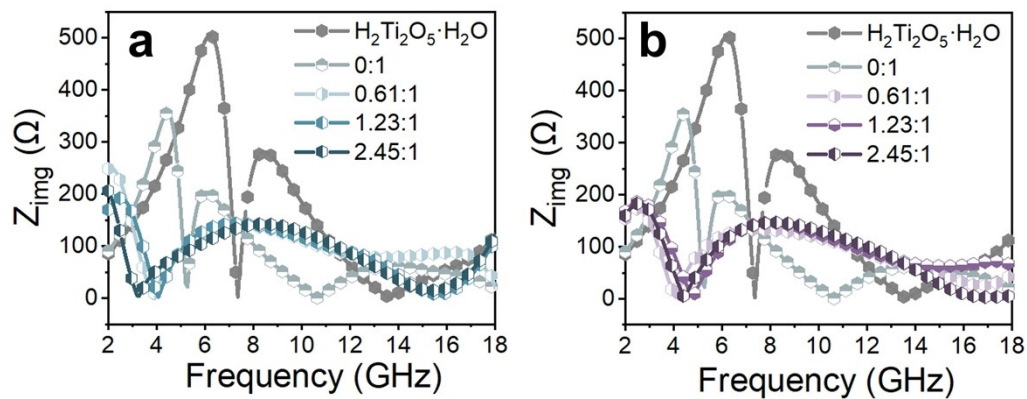 a
H₂Ti₂O₅·H₂O
0:1
0.61:1
1.23:1
2.45:1
500
400
300
200
100
0
Z_img (Ω)
2 4 6 8 10 12 14 16 18
Frequency (GHz)
b
H₂Ti₂O₅·H₂O
0:1
0.61:1
1.23:1
2.45:1
500
400
300
200
100
0
Z_img (Ω)
2 4 6 8 10 12 14 16 18
Frequency (GHz)